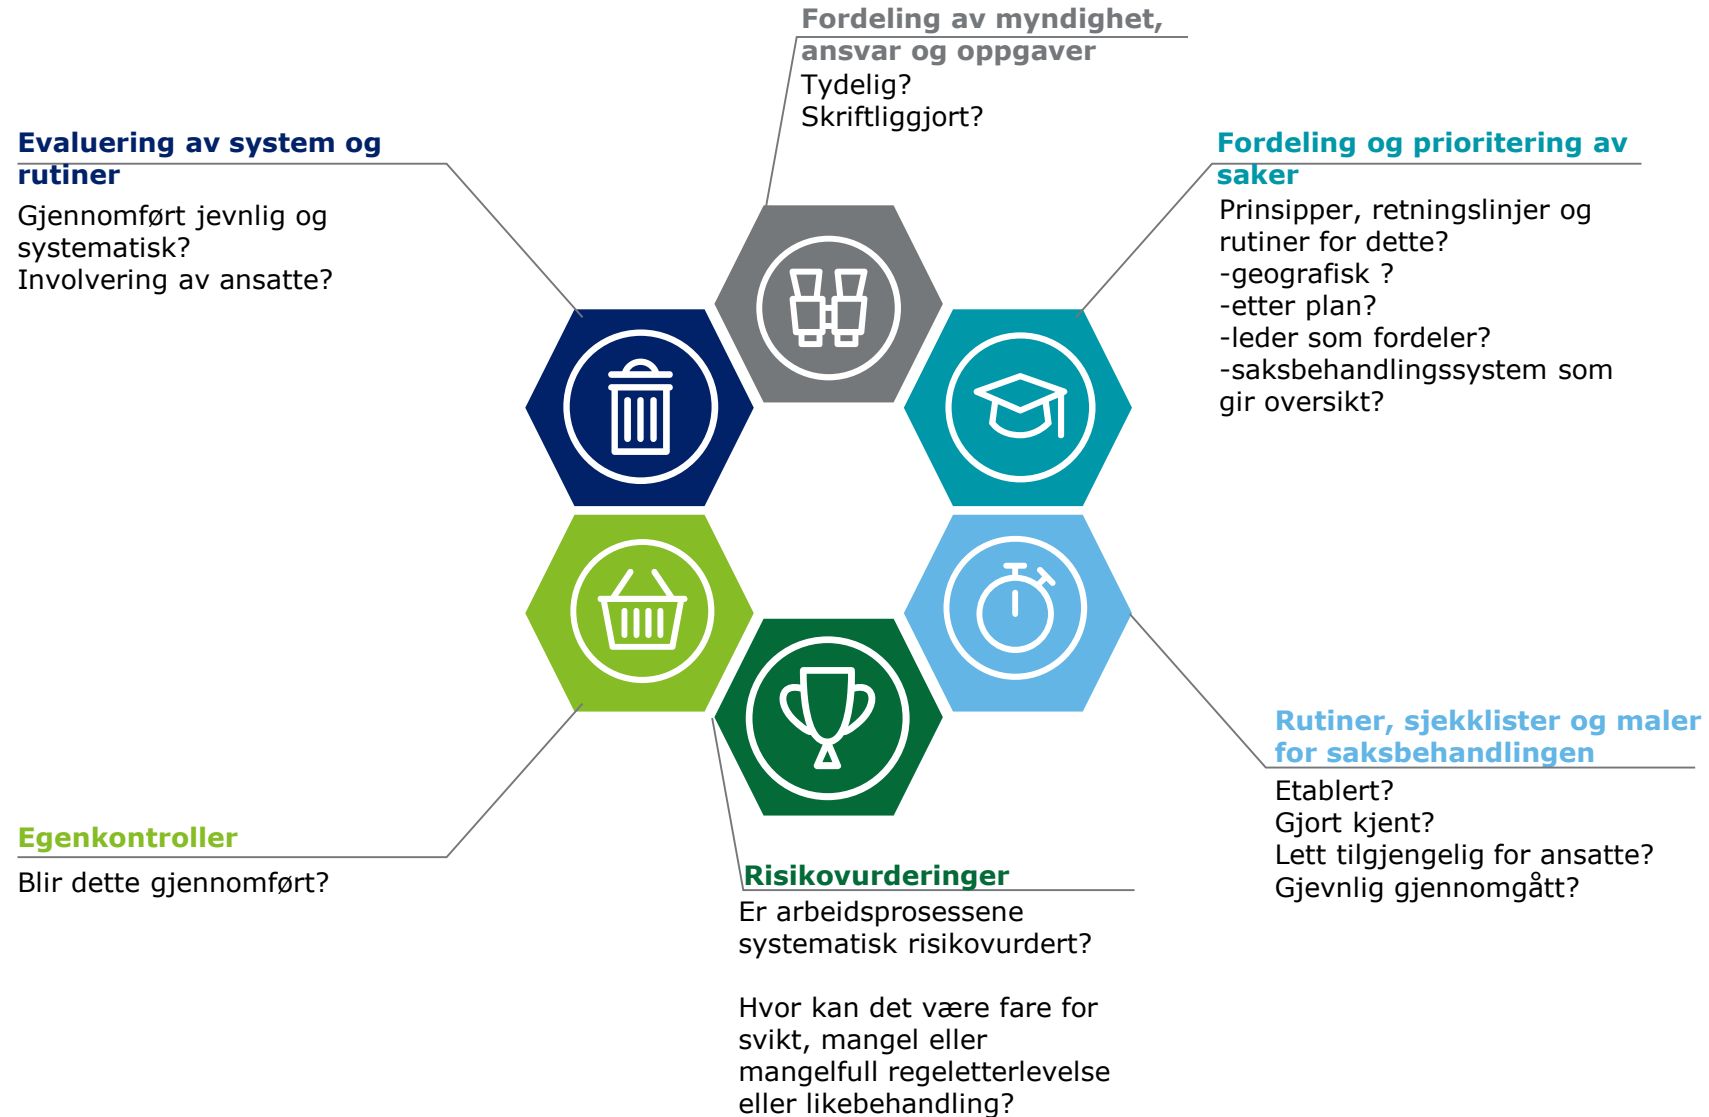 Fordeling av myndighet,
ansvar og oppgaver
Tydelig?
Skriftliggjort?
Evaluering av system og
rutiner
Gjennomført jevnlig og
systematisk?
Involvering av ansatte?
Fordeling og prioritering av
saker
Prinsipper, retningslinjer og
rutiner for dette?
-geografisk ?
-etter plan?
-leder som fordeler?
-saksbehandlingssystem som
gir oversikt?
Rutiner, sjekklister og maler
for saksbehandlingen
Etablert?
Gjort kjent?
Lett tilgjengelig for ansatte?
Gjevnlig gjennomgått?
Egenkontroller
Blir dette gjennomført?
Risikovurderinger
Er arbeidsprosessene
systematisk risikovurdert?
Hvor kan det være fare for
svikt, mangel eller
mangelfull regeletterlevelse
eller likebehandling?